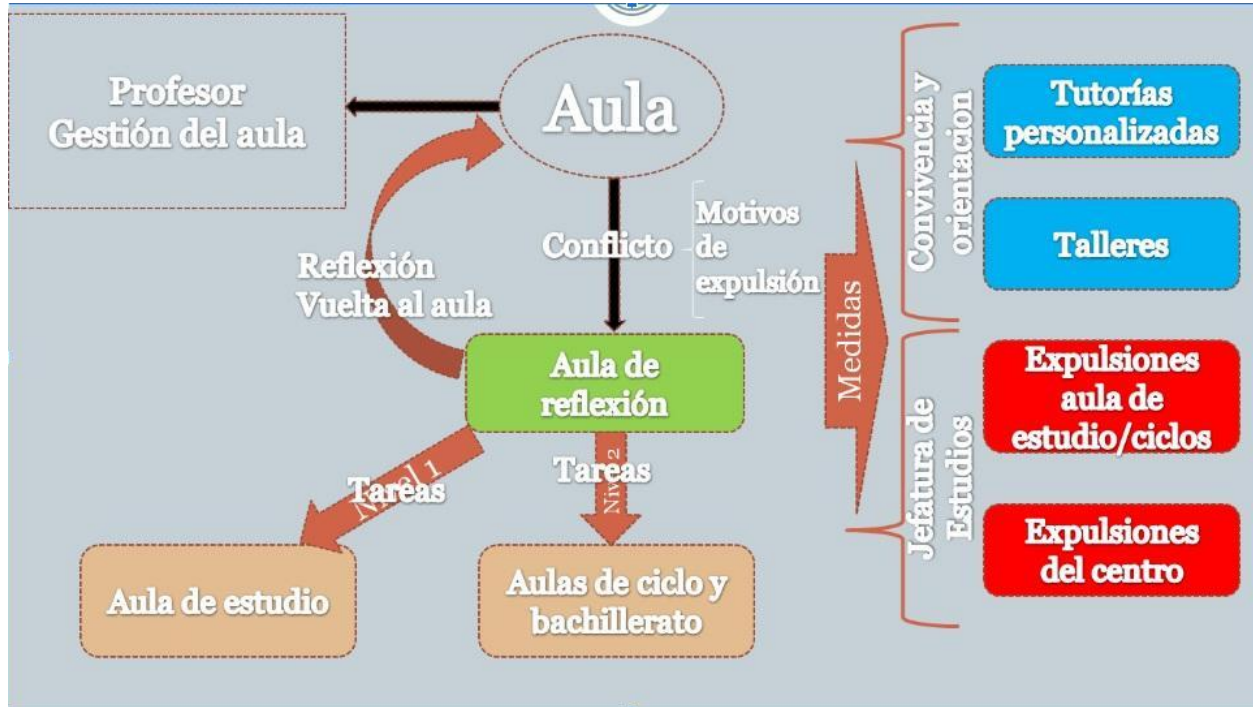 Profesor
Gestión del aula
Aula
Conflicto
Motivos
de
expulsión
Reflexión
Vuelta al aula
Aula de
reflexión
Nivel 1
Tareas
Tareas
Aula de estudio
Aulas de ciclo y
bachillerato
Medidas
Convivencia y
orientacion
Tutorías
personalizadas
Talleres
Jefatura de
Estudios
Expulsiones
aula de
estudio/ciclos
Expulsiones
del centro